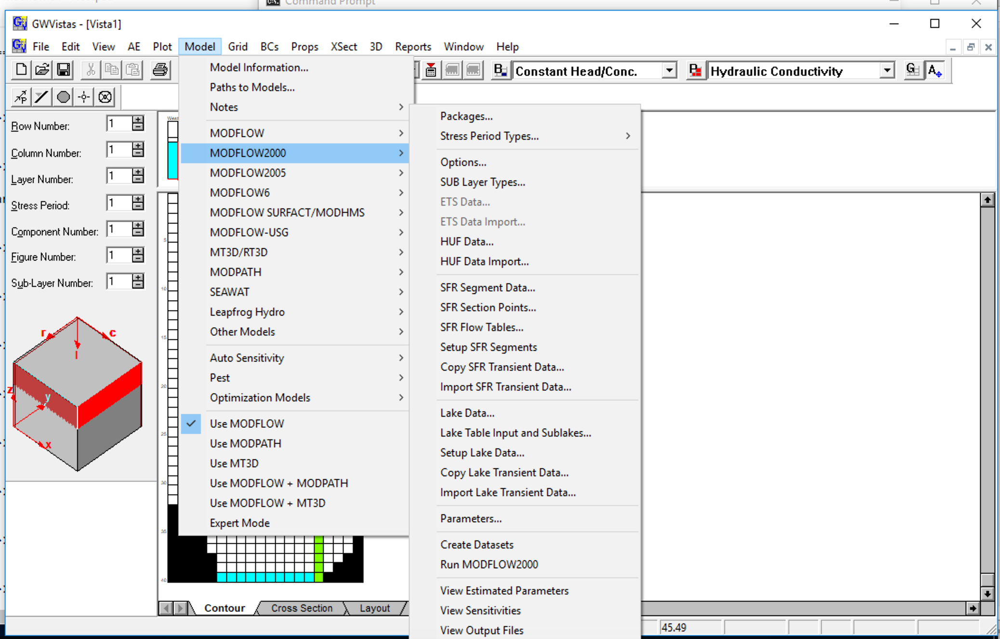 Command Prompt
GWVistas - [Vista1]
File Edit View AE Plot Model Grid BCs Props XSect 3D Reports Window Help
Constant Head/Conc.
Hydraulic Conductivity
Row Number: 1
Column Number: 1
Layer Number: 1
Stress Period: 1
Component Number: 1
Figure Number: 1
Sub-Layer Number: 1
r c
l
z y
x
Model Information...
Paths to Models...
Notes
MODFLOW
MODFLOW2000
MODFLOW2005
MODFLOW6
MODFLOW SURFACT/MODHMS
MODFLOW-USG
MT3D/RT3D
MODPATH
SEAWAT
Leapfrog Hydro
Other Models
Auto Sensitivity
Pest
Optimization Models
Use MODFLOW
Use MODPATH
Use MT3D
Use MODFLOW + MODPATH
Use MODFLOW + MT3D
Expert Mode
Packages...
Stress Period Types...
Options...
SUB Layer Types...
ETS Data...
ETS Data Import...
HUF Data...
HUF Data Import...
SFR Segment Data...
SFR Section Points...
SFR Flow Tables...
Setup SFR Segments
Copy SFR Transient Data...
Import SFR Transient Data...
Lake Data...
Lake Table Input and Sublakes...
Setup Lake Data...
Copy Lake Transient Data...
Import Lake Transient Data...
Parameters...
Create Datasets
Run MODFLOW2000
View Estimated Parameters
View Sensitivities
View Output Files
5
10
15
20
25
30
35
40
Contour Cross Section Layout
45.49